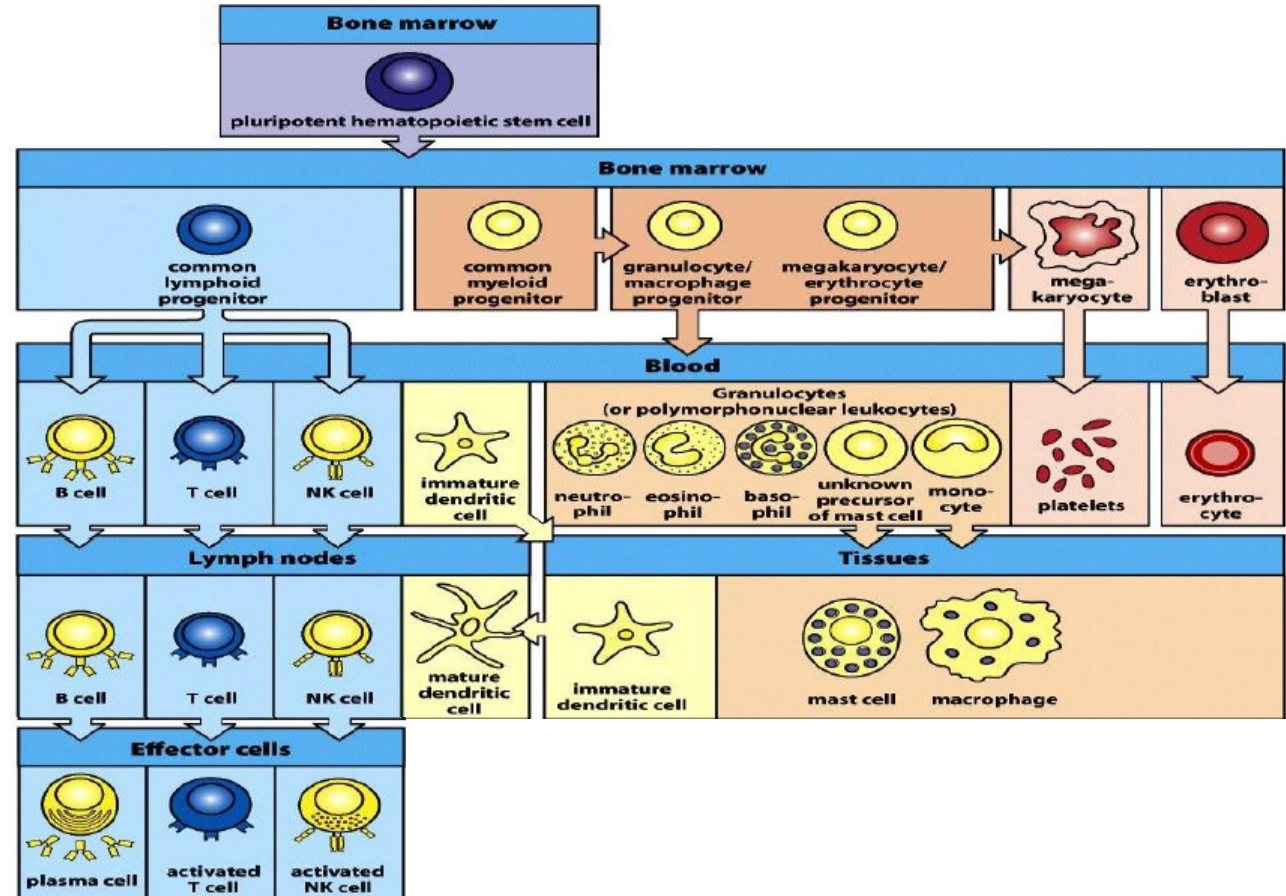 Bone marrow
pluripotent hematopoietic stem cell
Bone marrow
common
lymphoid
progenitor
common
myeloid
progenitor
granulocyte/
macrophage
progenitor
megakaryocyte/
erythrocyte
progenitor
mega-
karyocyte
erythro-
blast
Blood
B cell
T cell
NK cell
immature
dendritic
cell
Granulocytes
(or polymorphonuclear leukocytes)
neutro-
phil
eosino-
phil
baso-
phil
unknown
precursor
of mast cell
mono-
cyte
platelets
erythro-
cyte
Lymph nodes
Tissues
B cell
T cell
NK cell
mature
dendritic
cell
immature
dendritic cell
mast cell
macrophage
Effector cells
plasma cell
activated
T cell
activated
NK cell